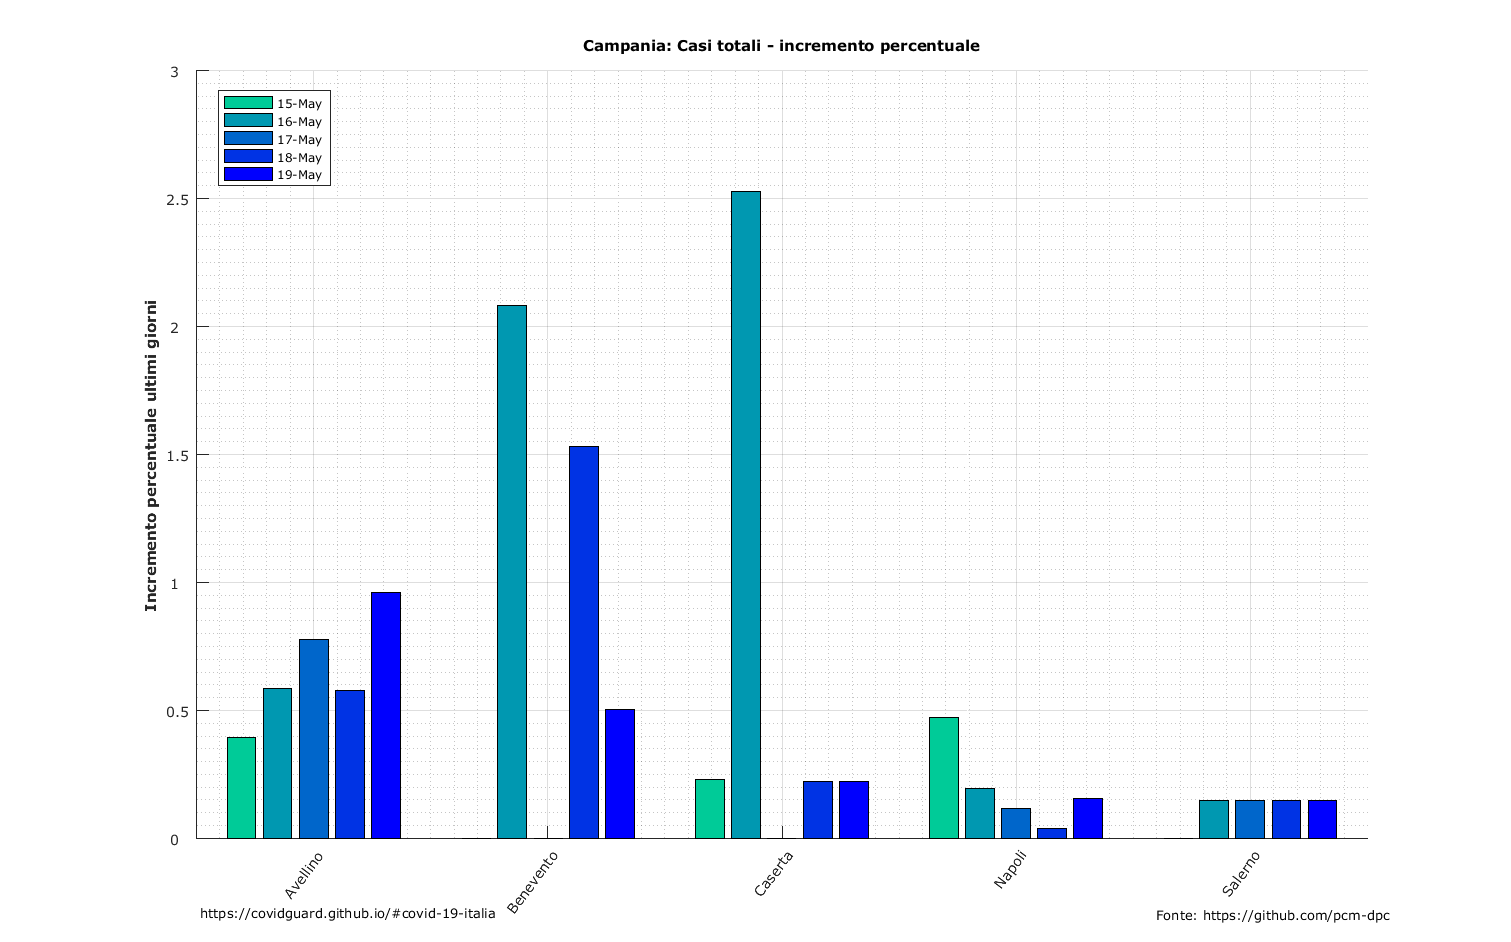 Campania: Casi totali - incremento percentuale
3
2.5
2
1.5
1
0.5
0
Incremento percentuale ultimi giorni
15-May
16-May
17-May
18-May
19-May
Avellino
Benevento
Caserta
Napoli
Salerno
https://covidguard.github.io/#covid-19-italia
Fonte: https://github.com/pcm-dpc